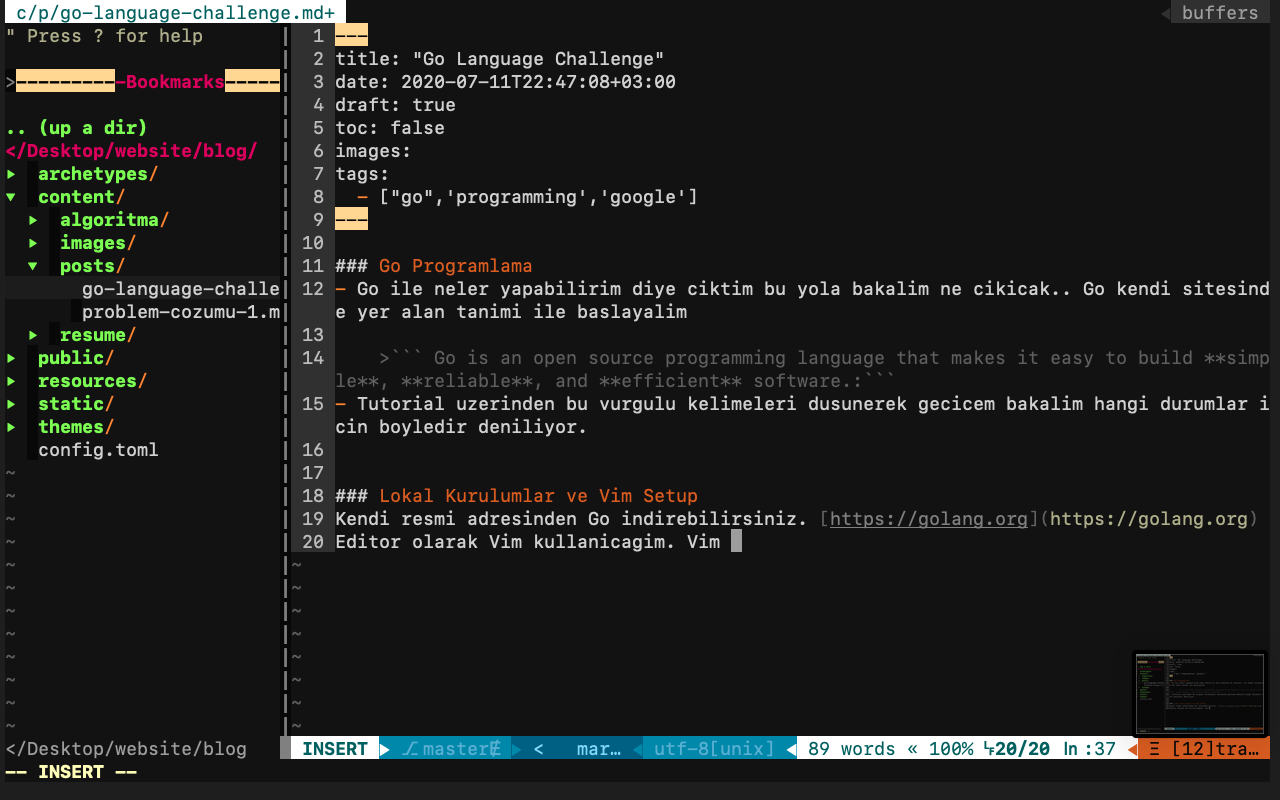 c/p/go-language-challenge.md+
buffers
" Press ? for help
>----------Bookmarks-----
.. (up a dir)
</Desktop/website/blog/
▸ archetypes/
▾ content/
▸ algoritma/
▸ images/
▾ posts/
go-language-challe
problem-cozumu-1.m
▸ resume/
▸ public/
▸ resources/
▸ static/
▸ themes/
config.toml
1 ---
2 title: "Go Language Challenge"
3 date: 2020-07-11T22:47:08+03:00
4 draft: true
5 toc: false
6 images:
7 tags:
8   - ["go",'programming','google']
9 ---
10
11 ### Go Programlama
12 - Go ile neler yapabilirim diye ciktim bu yola bakalim ne cikicak.. Go kendi sitesind
e yer alan tanimi ile baslayalim
13
14     >``` Go is an open source programming language that makes it easy to build **simp
le**, **reliable**, and **efficient** software.:```
15 - Tutorial uzerinden bu vurgulu kelimeleri dusunerek gecicem bakalim hangi durumlar i
cin boyledir deniliyor.
16
17
18 ### Lokal Kurulumlar ve Vim Setup
19 Kendi resmi adresinden Go indirebilirsiniz. [https://golang.org](https://golang.org)
20 Editor olarak Vim kullanicagim. Vim
</Desktop/website/blog
INSERT master < mar… utf-8[unix] 89 words « 100% 20/20 ln :37 Ξ [12]tra…
-- INSERT --